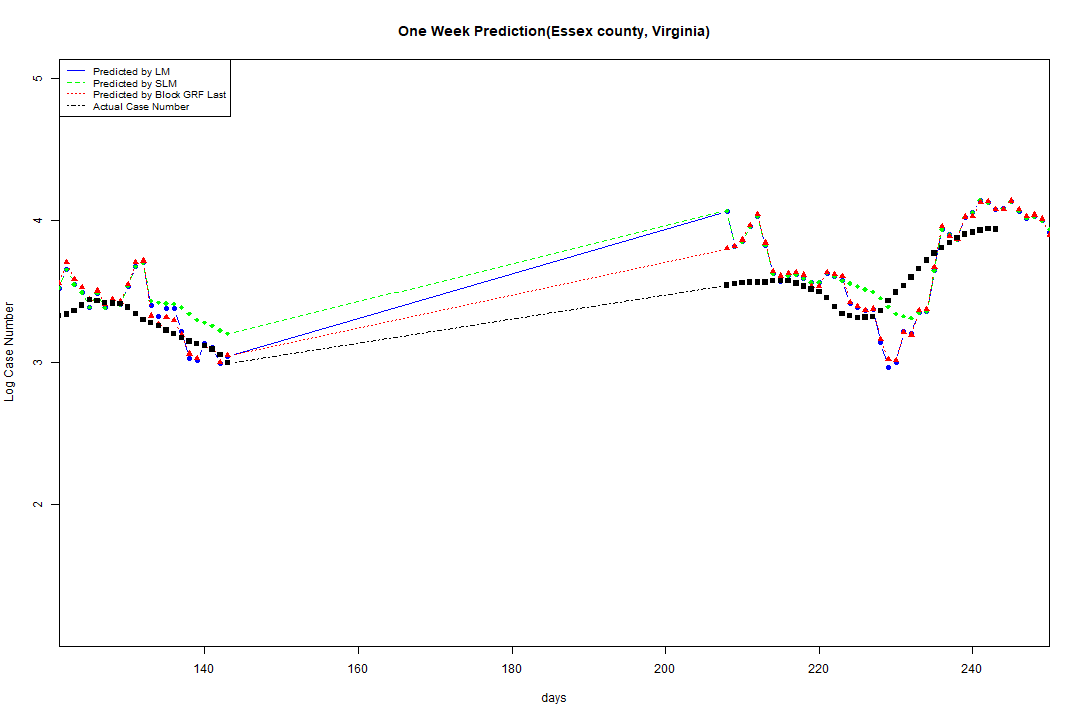 One Week Prediction(Essex county, Virginia)
Predicted by LM
Predicted by SLM
Predicted by Block GRF Last
Actual Case Number
5
4
3
2
Log Case Number
140 160 180 200 220 240
days